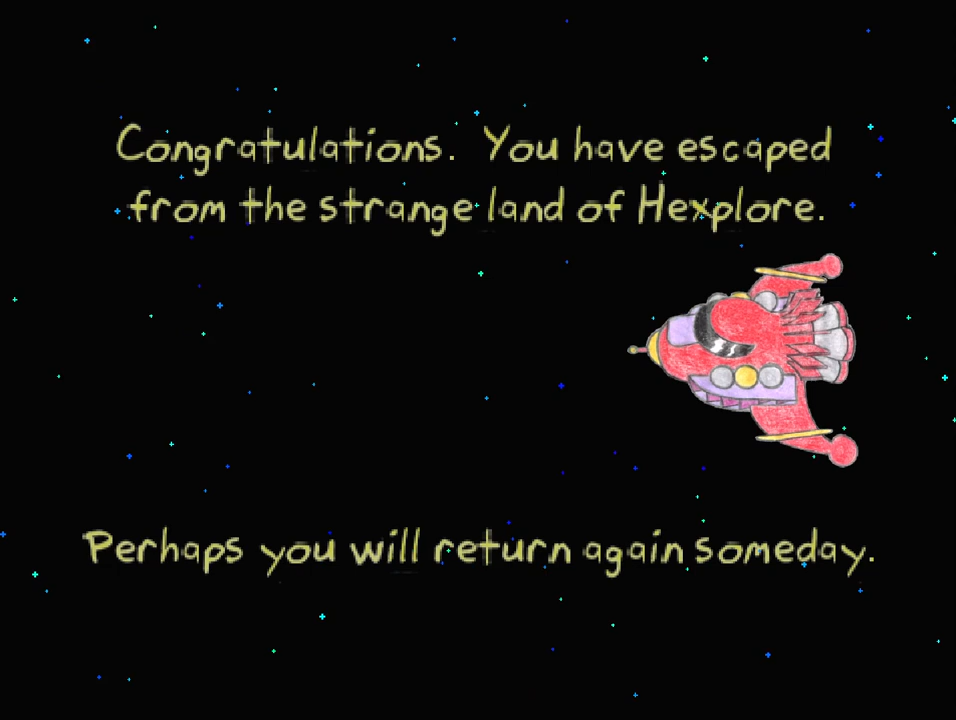 Congratulations. You have escaped
from the strange land of Hexplore.
Perhaps you will return again someday.